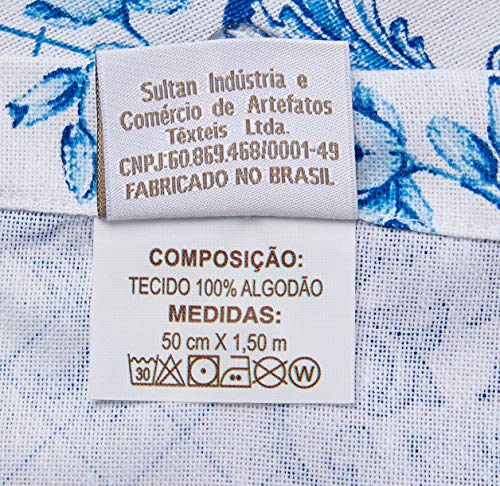 Sultan Indústria e
Comércio de Artefatos
Têxteis Ltda.
CNPJ:60.869.468/0001-49
FABRICADO NO BRASIL
COMPOSIÇÃO:
TECIDO 100% ALGODÃO
MEDIDAS:
50 cm X 1,50 m
30 W